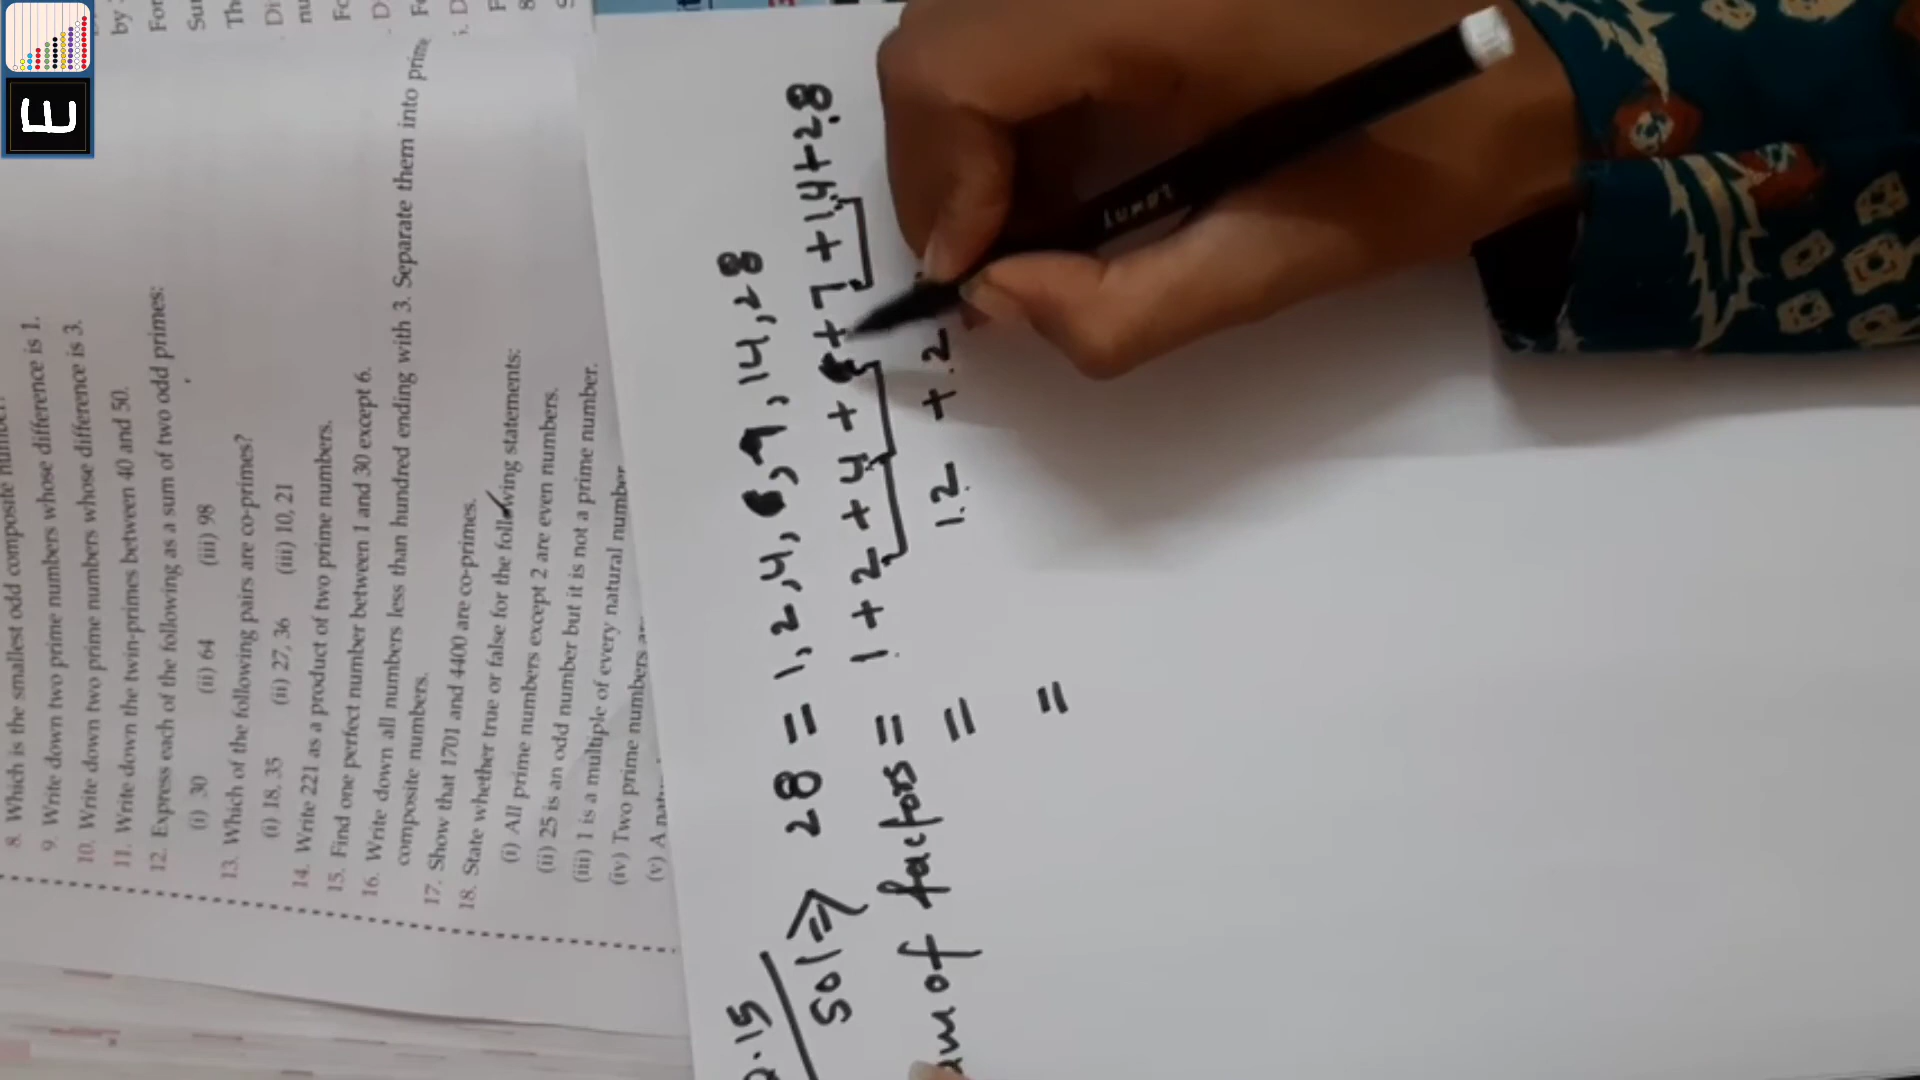 8. Which is the smallest odd composite number?
9. Write down two prime numbers whose difference is 1.
10. Write down two prime numbers whose difference is 3.
11. Write down the twin-primes between 40 and 50.
12. Express each of the following as a sum of two odd primes:
(i) 30 (ii) 64 (iii) 98
13. Which of the following pairs are co-primes?
(i) 18, 35 (ii) 27, 36 (iii) 10, 21
14. Write 221 as a product of two prime numbers.
15. Find one perfect number between 1 and 30 except 6.
16. Write down all numbers less than hundred ending with 3. Separate them into prime
composite numbers.
17. Show that 1701 and 4400 are co-primes.
18. State whether true or false for the following statements:
(i) All prime numbers except 2 are even numbers.
(ii) 25 is an odd number but it is not a prime number.
(iii) 1 is a multiple of every natural number
(iv) Two prime numbers
(v) A
by
For
E
.15
Sol⇒ 28 = 1, 2, 4, , 7, 14, 28
um of factors = 1 + 2 + 4 + + 7 + 14 + 28
= 12 + 2
=
Lumar